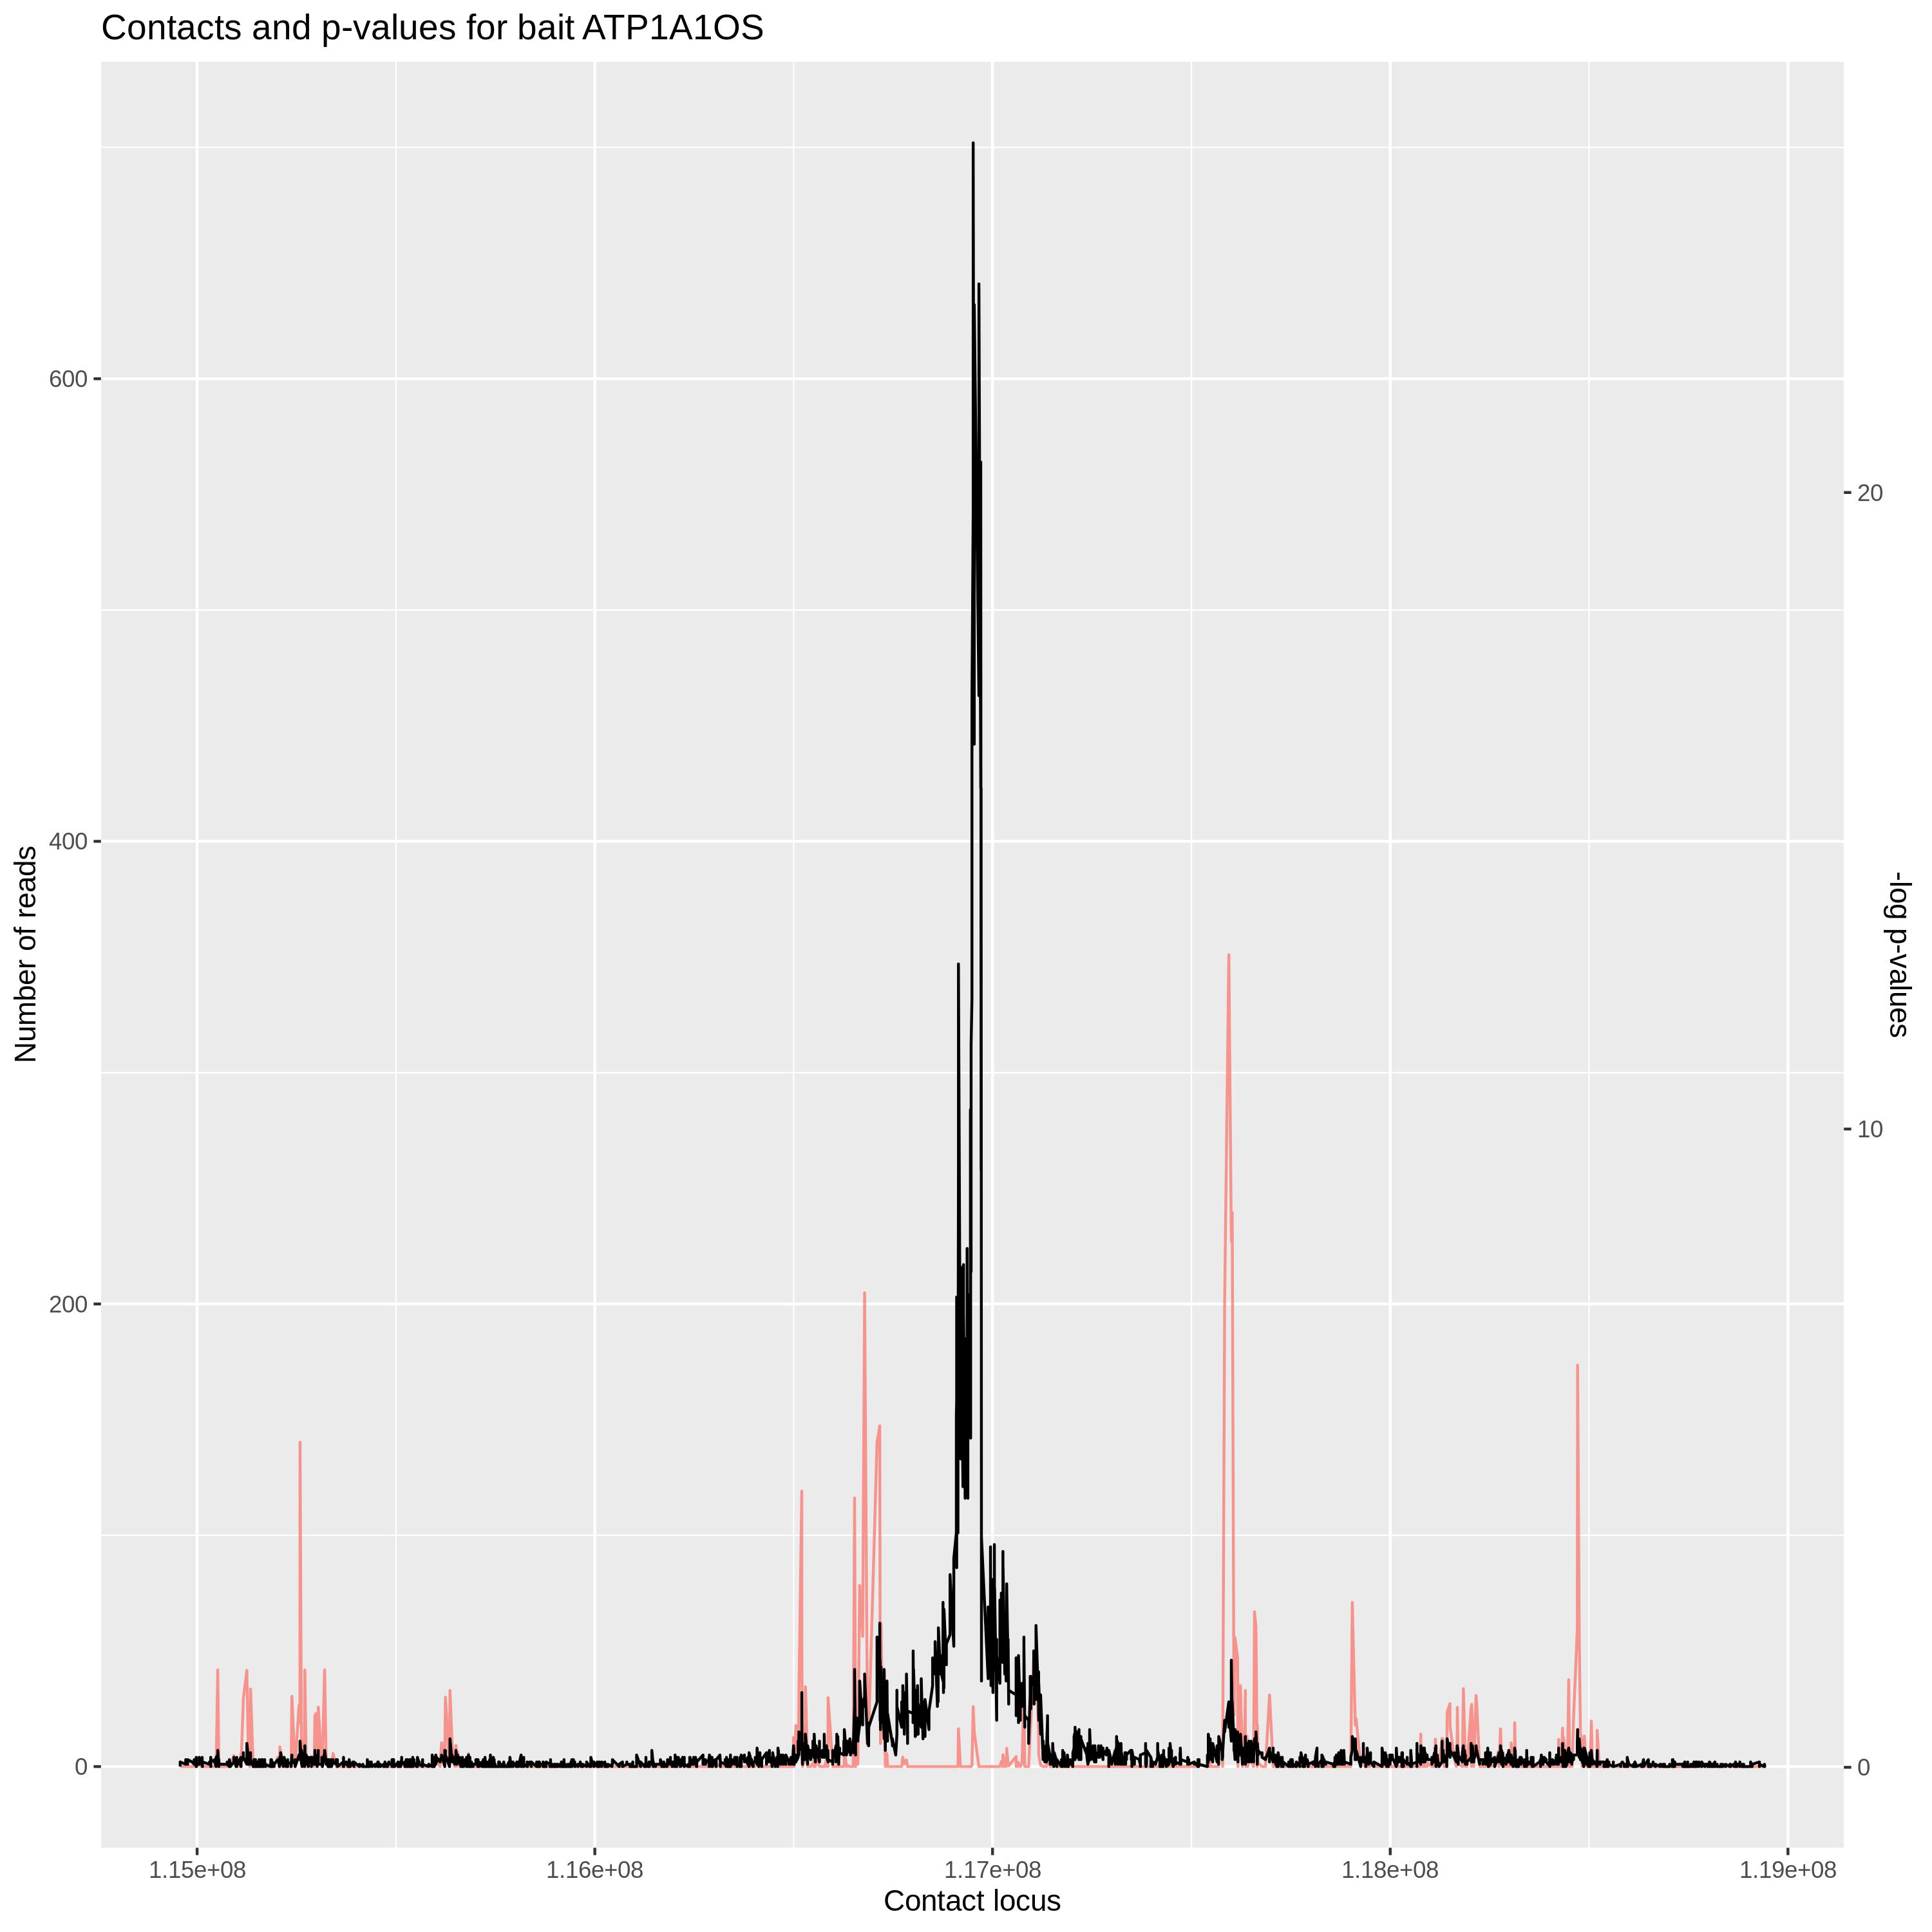 Contacts and p-values for bait ATP1A1OS
600
400
200
0
Number of reads
20
10
0
-log p-values
1.15e+08
1.16e+08
1.17e+08
1.18e+08
1.19e+08
Contact locus